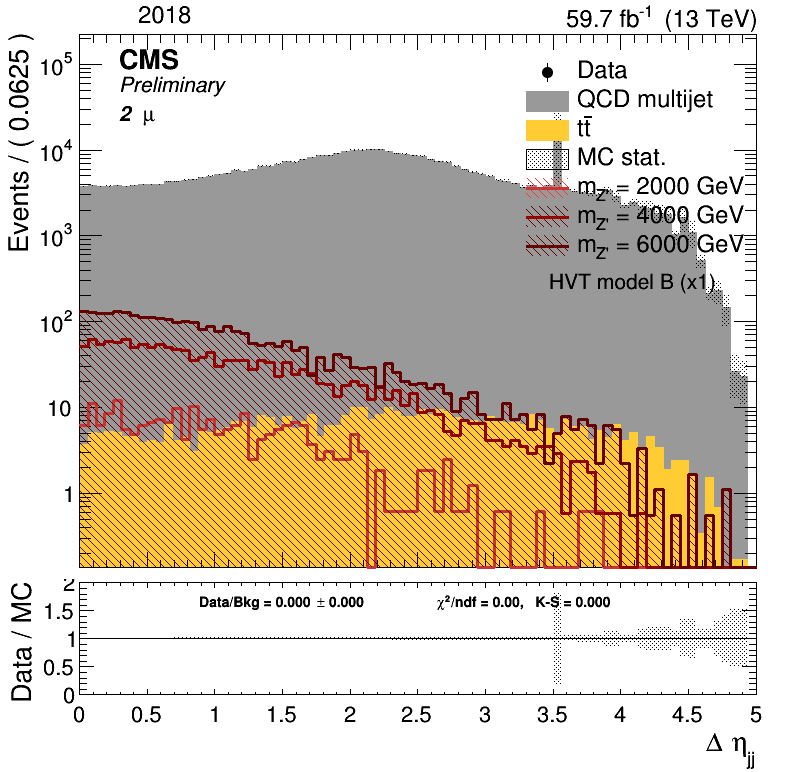 2018
59.7 fb⁻¹ (13 TeV)
CMS
Preliminary
2 μ
Data
QCD multijet
tt̄
MC stat.
m_Z' = 2000 GeV
m_Z' = 4000 GeV
m_Z' = 6000 GeV
HVT model B (x1)
Events / ( 0.0625 )
10⁵
10⁴
10³
10²
10
1
Data/Bkg = 0.000 ± 0.000
χ²/ndf = 0.00, K-S = 0.000
Data / MC
2
1.5
1
0.5
0
0 0.5 1 1.5 2 2.5 3 3.5 4 4.5 5
Δ η_jj